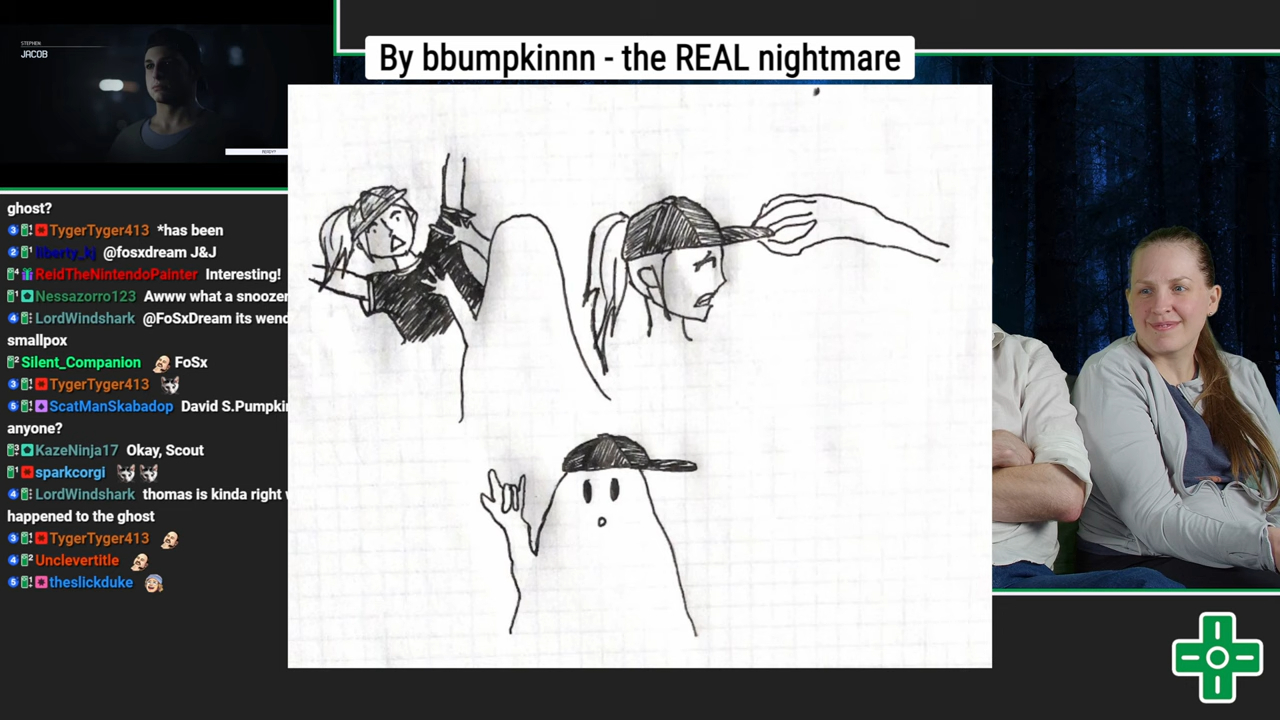 By bbumpkinnn - the REAL nightmare
STEPHEN
JACOB
ghost?
TygerTyger413 *has been
liberty_kj @fosxdream J&J
ReidTheNintendoPainter Interesting!
Nessazorro123 Awww what a snoozer
LordWindshark @FoSxDream its wend
smallpox
Silent_Companion FoSx
TygerTyger413
ScatManSkabadop David S.Pumpkin
anyone?
KazeNinja17 Okay, Scout
sparkcorgi
LordWindshark thomas is kinda right w
happened to the ghost
TygerTyger413
Unclevertitle
theslickduke